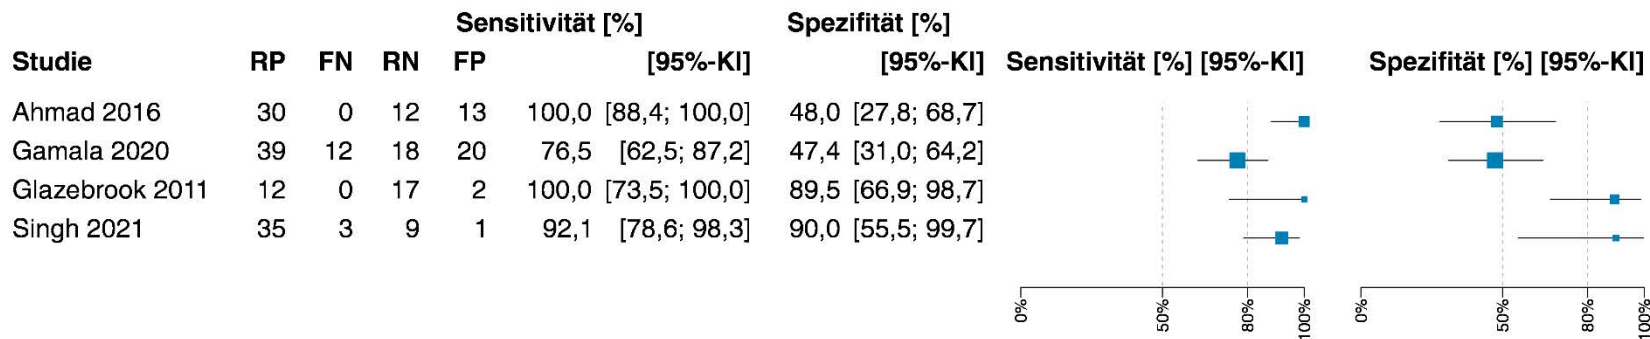 Sensitivität [%] Spezifität [%]
Studie RP FN RN FP [95%-KI] [95%-KI] Sensitivität [%] [95%-KI] Spezifität [%] [95%-KI]
Ahmad 2016 30 0 12 13 100,0 [88,4; 100,0] 48,0 [27,8; 68,7]
Gamala 2020 39 12 18 20 76,5 [62,5; 87,2] 47,4 [31,0; 64,2]
Glazebrook 2011 12 0 17 2 100,0 [73,5; 100,0] 89,5 [66,9; 98,7]
Singh 2021 35 3 9 1 92,1 [78,6; 98,3] 90,0 [55,5; 99,7]
0% 50% 80% 100% 0% 50% 80% 100%